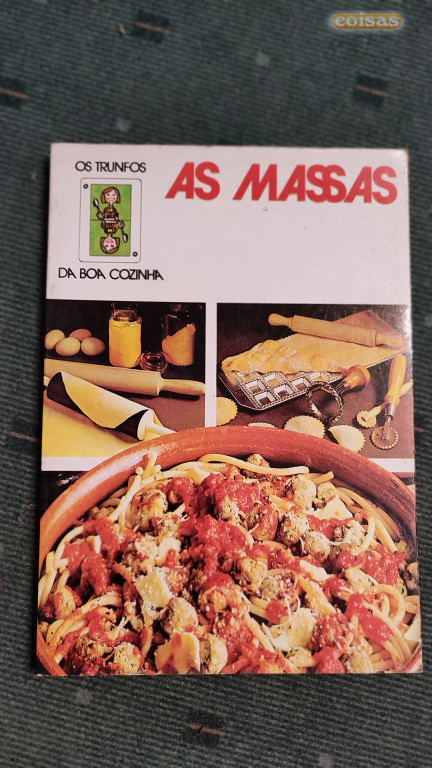 coisas
OS TRUNFOS
DA BOA COZINHA
AS MASSAS